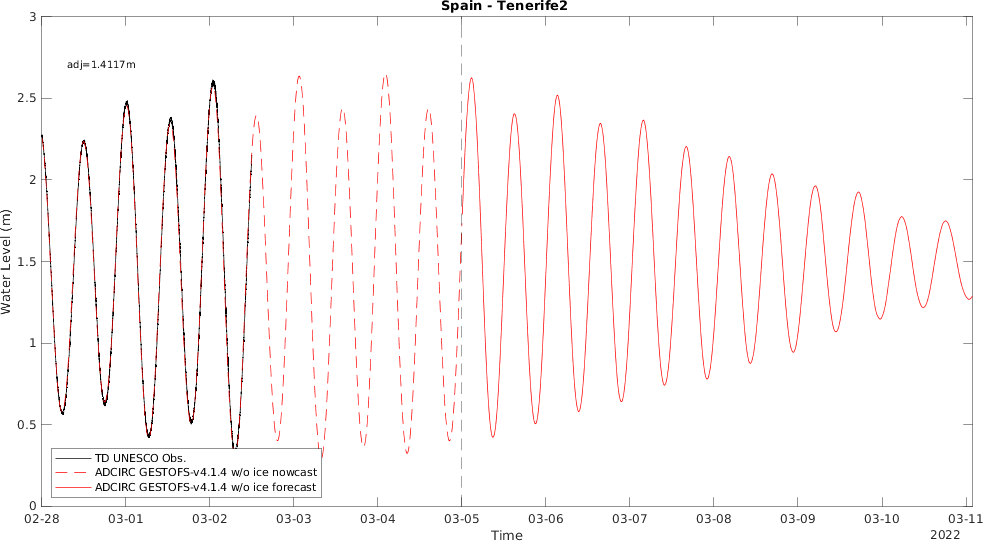 Spain - Tenerife2
3
adj=1.4117m
2.5
2
1.5
1
0.5
0
Water Level (m)
TD UNESCO Obs.
ADCIRC GESTOFS-v4.1.4 w/o ice nowcast
ADCIRC GESTOFS-v4.1.4 w/o ice forecast
02-28 03-01 03-02 03-03 03-04 03-05 03-06 03-07 03-08 03-09 03-10 03-11
Time
2022